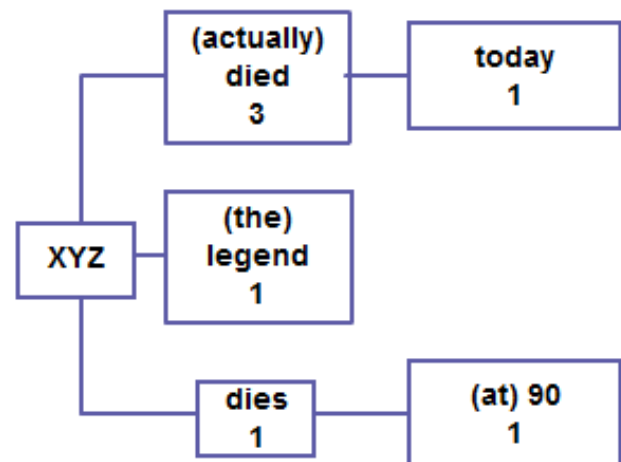 (actually)
died
3
today
1
XYZ
(the)
legend
1
dies
1
(at) 90
1